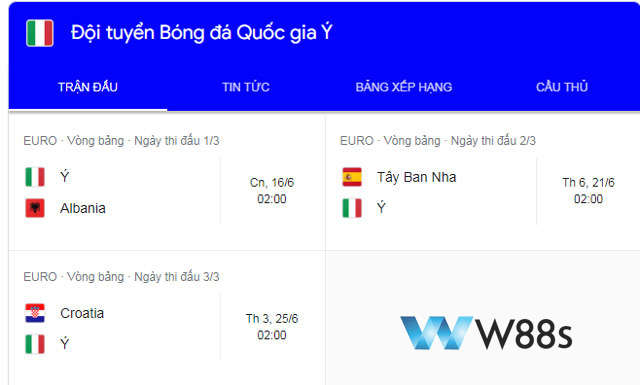 Đội tuyển Bóng đá Quốc gia Ý
TRẬN ĐẤU TIN TỨC BẢNG XẾP HẠNG CẦU THỦ
EURO · Vòng bảng · Ngày thi đấu 1/3
Ý
Albania
Cn, 16/6
02:00
EURO · Vòng bảng · Ngày thi đấu 2/3
Tây Ban Nha
Ý
Th 6, 21/6
02:00
EURO · Vòng bảng · Ngày thi đấu 3/3
Croatia
Ý
Th 3, 25/6
02:00
W88s